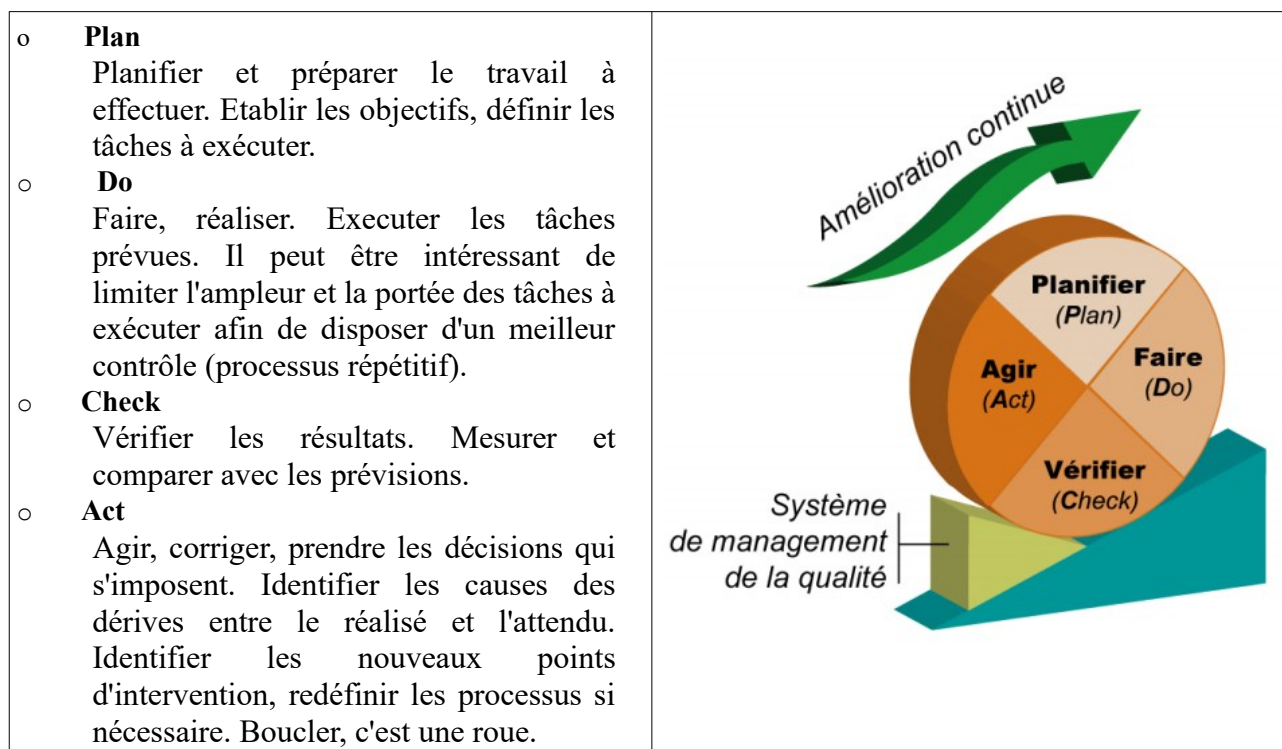 o Plan
Planifier et préparer le travail à
effectuer. Etablir les objectifs, définir les
tâches à exécuter.
o Do
Faire, réaliser. Executer les tâches
prévues. Il peut être intéressant de
limiter l'ampleur et la portée des tâches à
exécuter afin de disposer d'un meilleur
contrôle (processus répétitif).
o Check
Vérifier les résultats. Mesurer et
comparer avec les prévisions.
o Act
Agir, corriger, prendre les décisions qui
s'imposent. Identifier les causes des
dérives entre le réalisé et l'attendu.
Identifier les nouveaux points
d'intervention, redéfinir les processus si
nécessaire. Boucler, c'est une roue.
Amélioration continue
Planifier
(Plan)
Faire
(Do)
Agir
(Act)
Vérifier
(Check)
Système
de management
de la qualité